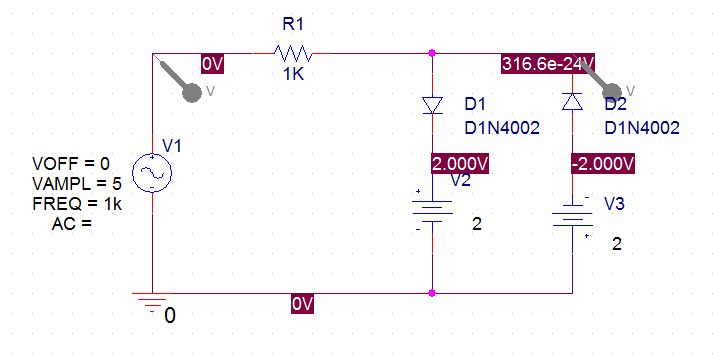 R1
0V
1K
316.6e-24V
V
V
D1
D1N4002
D2
D1N4002
V1
VOFF = 0
VAMPL = 5
FREQ = 1k
AC =
+
-
2.000V
-2.000V
V2
+
-
2
-
V3
+
2
0
0V